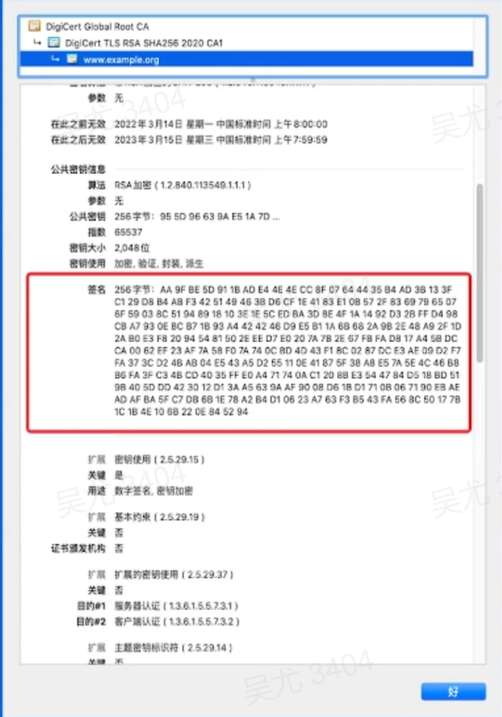 DigiCert Global Root CA
DigiCert TLS RSA SHA256 2020 CA1
www.example.org
参数 无
在此之前无效 2022年3月14日 星期一 中国标准时间 上午8:00:00
在此之后无效 2023年3月15日 星期三 中国标准时间 上午7:59:59
公共密钥信息
算法 RSA加密 ( 1.2.840.113549.1.1.1 )
参数 无
公共密钥 256字节：95 5D 96 63 9A E5 1A 7D ...
指数 65537
密钥大小 2,048位
密钥使用 加密, 验证, 封装, 派生
签名 256字节：AA 9F BE 5D 91 1B AD E4 4E 4E CC 8F 07 64 44 35 B4 AD 3B 13 3F
C1 29 D8 B4 AB F3 42 51 49 46 3B D6 CF 1E 41 83 E1 0B 57 2F 83 69 79 65 07
6F 59 03 8C 51 94 89 18 10 3E 1E 5C ED BA 3D 8E 4F 1A 14 92 D3 2B FF D4 98
CB A7 93 0E BC B7 1B 93 A4 42 42 46 D9 E5 B1 1A 6B 68 2A 9B 2E 48 A9 2F 1D
2A B0 E3 F8 20 94 54 81 50 2E EE D7 E0 20 7A 7B 2E 67 FB FA D8 17 A4 5B DC
CA 00 62 EF 23 AF 7A 58 F0 7A 74 0C BD 4D 43 F1 8C 02 87 DC E3 AE 09 D2 F7
FA 37 3C D2 4B AB 04 E5 43 A5 D2 55 11 0E 41 87 5F 38 A8 E5 7A 5E 4C 46 B8
B6 FA 3F C3 4B CD 40 35 FF E0 A4 71 74 0A C1 20 8B E3 54 47 84 D5 18 BD 51
9B 40 5D DD 42 30 12 D1 3A A5 63 9A AF 90 08 D6 1B D1 71 0B 06 71 90 EB AE
AD AF BA 5F C7 DB 6B 1E 78 A2 B4 D1 06 23 A7 63 F3 B5 43 FA 56 8C 50 17 7B
1C 1B 4E 10 6B 22 0E 84 52 94
扩展 密钥使用 ( 2.5.29.15 )
关键 是
用途 数字签名, 密钥加密
扩展 基本约束 ( 2.5.29.19 )
关键 否
证书颁发机构 否
扩展 扩展的密钥使用 ( 2.5.29.37 )
关键 否
目的#1 服务器认证 ( 1.3.6.1.5.5.7.3.1 )
目的#2 客户端认证 ( 1.3.6.1.5.5.7.3.2 )
扩展 主题密钥标识符 ( 2.5.29.14 )
关键 否
好
吴尤 3404